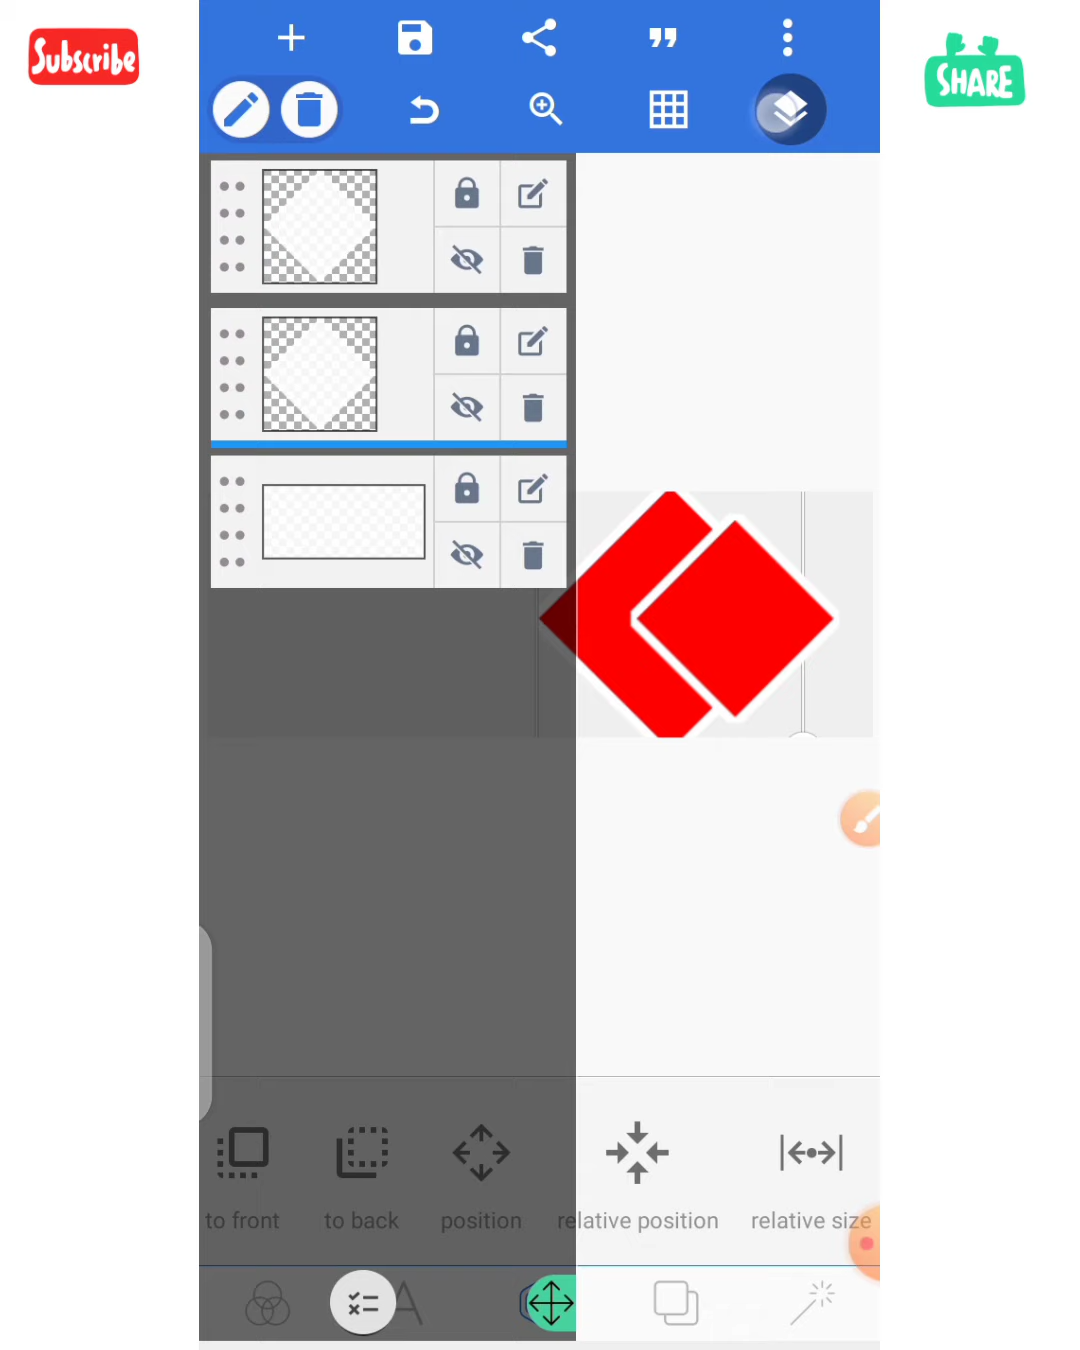 Subscribe
SHARE
to front
to back
position
relative position
relative size